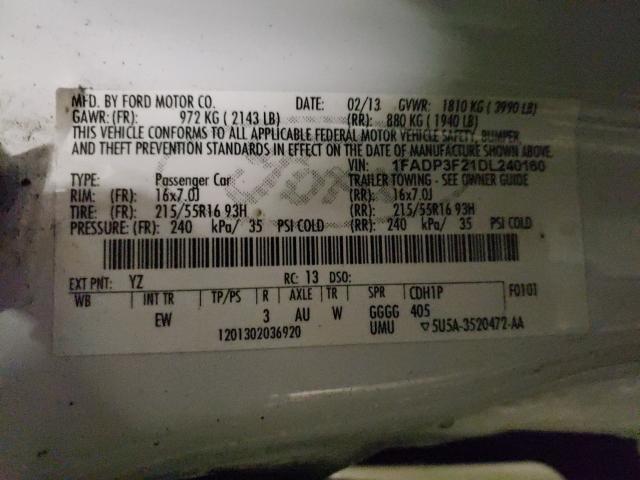 MFD. BY FORD MOTOR CO. DATE: 02/13 GVWR: 1810 KG ( 3990 LB)
GAWR: (FR): 972 KG ( 2143 LB) (RR): 880 KG ( 1940 LB)
THIS VEHICLE CONFORMS TO ALL APPLICABLE FEDERAL MOTOR VEHICLE SAFETY, BUMPER,
AND THEFT PREVENTION STANDARDS IN EFFECT ON THE DATE OF MANUFACTURE SHOWN ABOVE.
VIN: 1FADP3F21DL240160
TYPE: Passenger Car TRAILER TOWING - SEE OWNER GUIDE
RIM: (FR): 16x7.0J (RR): 16x7.0J
TIRE: (FR): 215/55R16 93H (RR): 215/55R16 93H
PRESSURE: (FR): 240 kPa/ 35 PSI COLD (RR): 240 kPa/ 35 PSI COLD
EXT PNT: YZ RC: 13 DSO:
WB INT TR TP/PS R AXLE TR SPR CDH1P F0101
EW 3 AU W GGGG 405
1201302036920 UMU ▽5U5A-3520472-AA